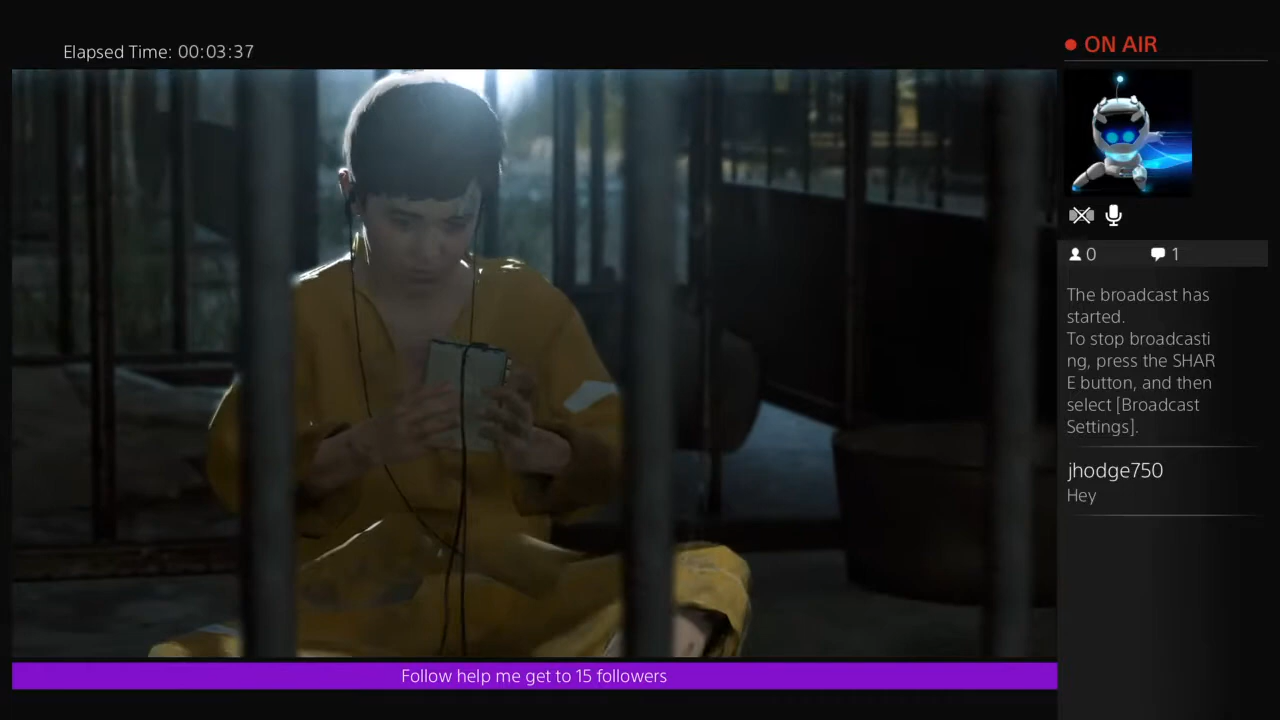 Elapsed Time: 00:03:37
ON AIR
0
1
The broadcast has
started.
To stop broadcasti
ng, press the SHAR
E button, and then
select [Broadcast
Settings].
jhodge750
Hey
Follow help me get to 15 followers